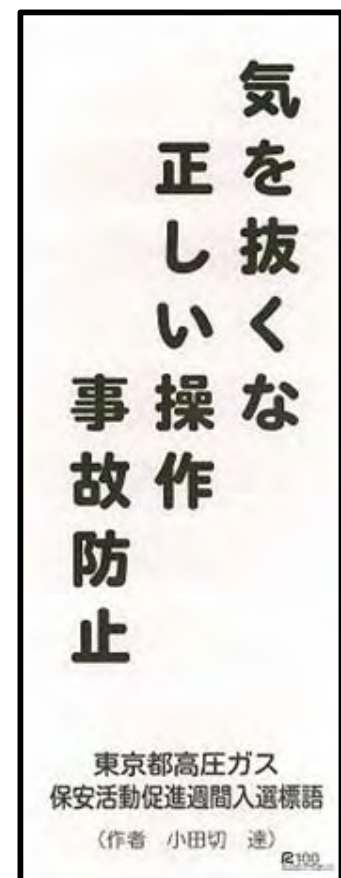 気を抜くな
正しい操作
事故防止
東京都高圧ガス
保安活動促進週間入選標語
(作者 小田切 達)
R100